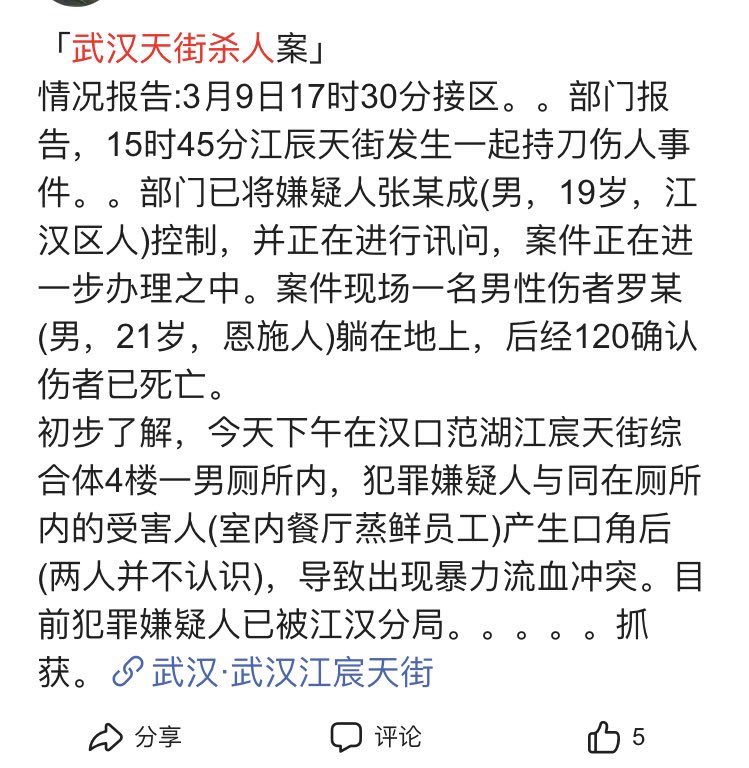 「武汉天街杀人案」
情况报告:3月9日17时30分接区。。部门报
告，15时45分江辰天街发生一起持刀伤人事
件。。部门已将嫌疑人张某成(男，19岁，江
汉区人)控制，并正在进行讯问，案件正在进
一步办理之中。案件现场一名男性伤者罗某
(男，21岁，恩施人)躺在地上，后经120确认
伤者已死亡。
初步了解，今天下午在汉口范湖江宸天街综
合体4楼一男厕所内，犯罪嫌疑人与同在厕所
内的受害人(室内餐厅蒸鲜员工)产生口角后
(两人并不认识)，导致出现暴力流血冲突。目
前犯罪嫌疑人已被江汉分局。。。。。抓
获。 武汉·武汉江宸天街
分享 评论 5